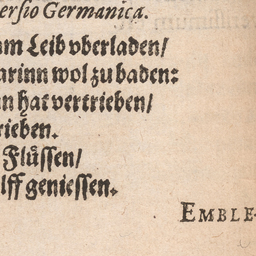 ersio Germanica.
am Leib vberladen/
arinn wol zu baden:
n hat vertrieben/
rieben.
Flüssen/
lff geniessen.
EMBLE-